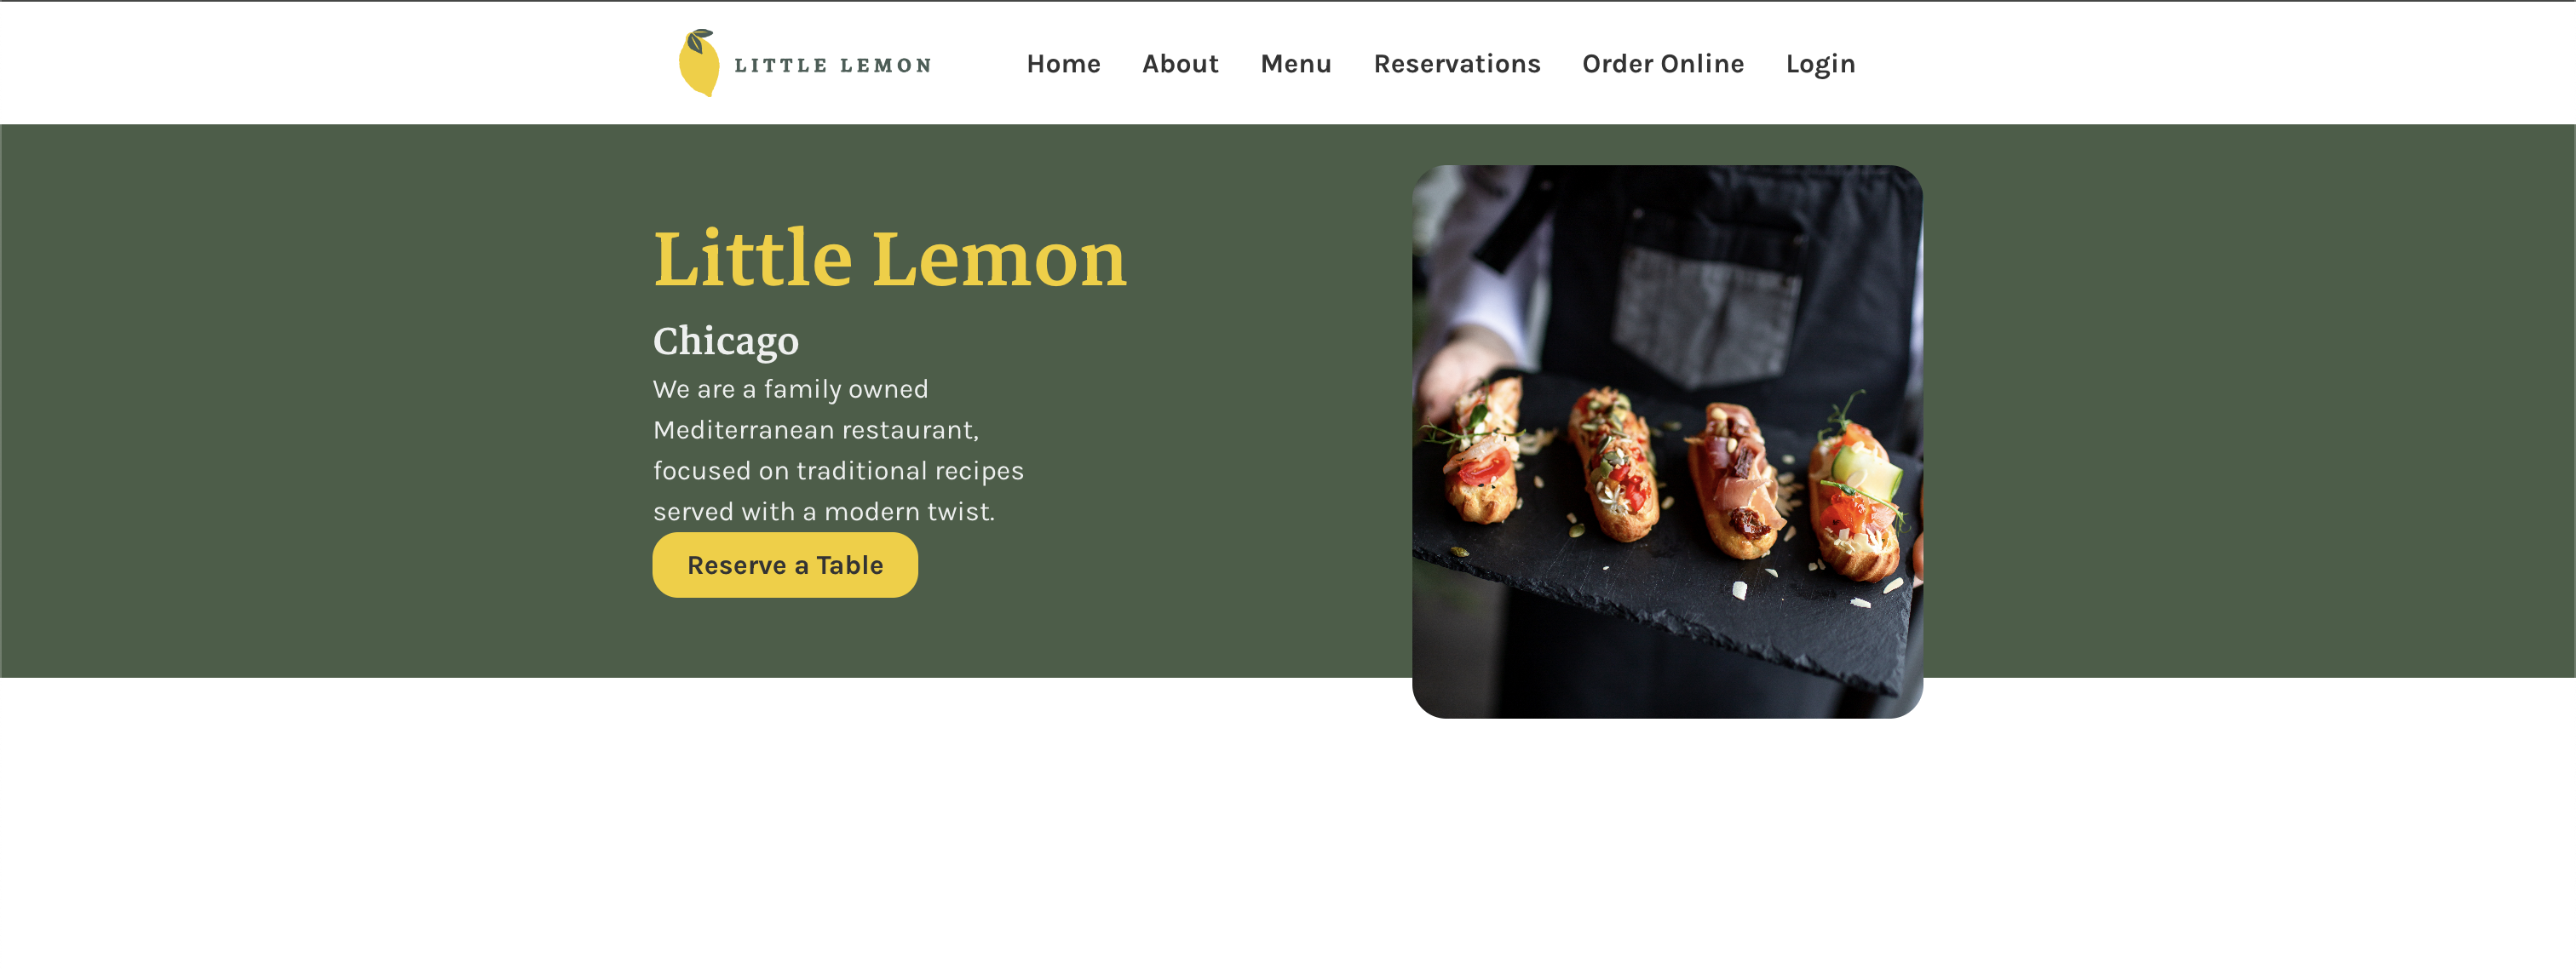 LITTLE LEMON
Home About Menu Reservations Order Online Login
Little Lemon
Chicago
We are a family owned
Mediterranean restaurant,
focused on traditional recipes
served with a modern twist.
Reserve a Table